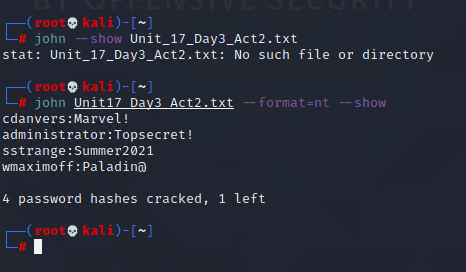 BY OFFENSIVE SECURITY
┌──(root💀kali)-[~]
└─# john --show Unit_17_Day3_Act2.txt
stat: Unit_17_Day3_Act2.txt: No such file or directory
┌──(root💀kali)-[~]
└─# john Unit17_Day3_Act2.txt --format=nt --show
cdanvers:Marvel!
administrator:Topsecret!
sstrange:Summer2021
wmaximoff:Paladin@
4 password hashes cracked, 1 left
┌──(root💀kali)-[~]
└─#